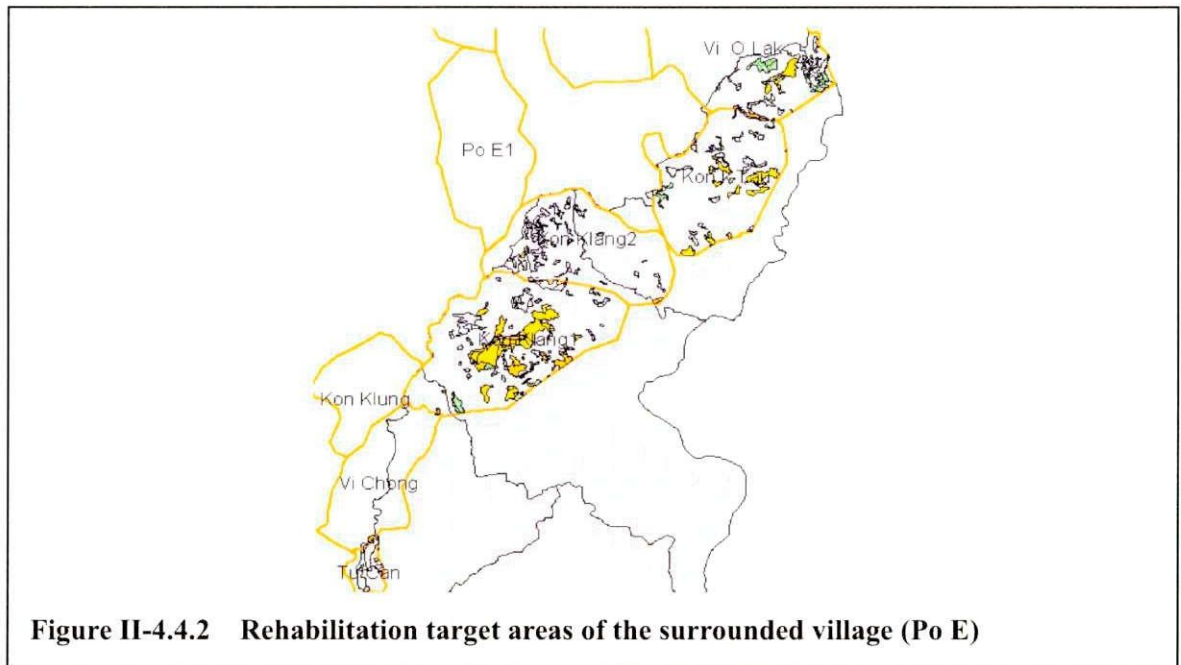 Vi O Lak
Po E1
Kon Klang2
Kon Klang1
Kon Klung
Vi Chong
Tu Can
Figure II-4.4.2 Rehabilitation target areas of the surrounded village (Po E)